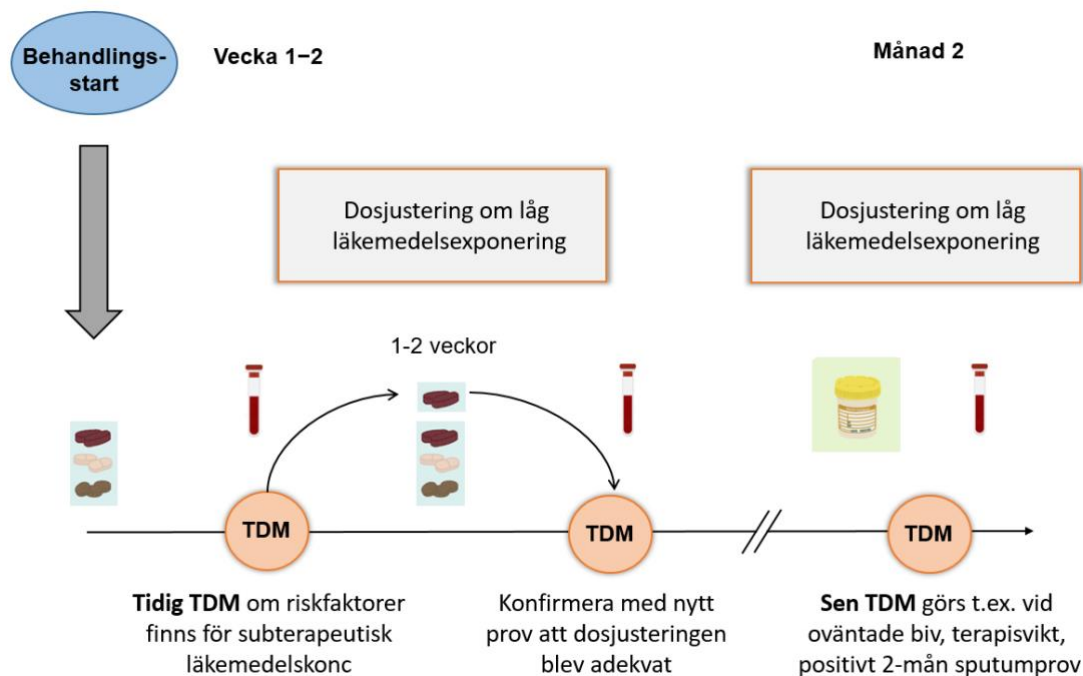 Behandlings-
start
Vecka 1–2
Månad 2
Dosjustering om låg
läkemedelsexponering
Dosjustering om låg
läkemedelsexponering
1-2 veckor
TDM
TDM
TDM
Tidig TDM om riskfaktorer
finns för subterapeutisk
läkemedelskonc
Konfirmera med nytt
prov att dosjusteringen
blev adekvat
Sen TDM görs t.ex. vid
oväntade biv, terapisvikt,
positivt 2-mån sputumprov